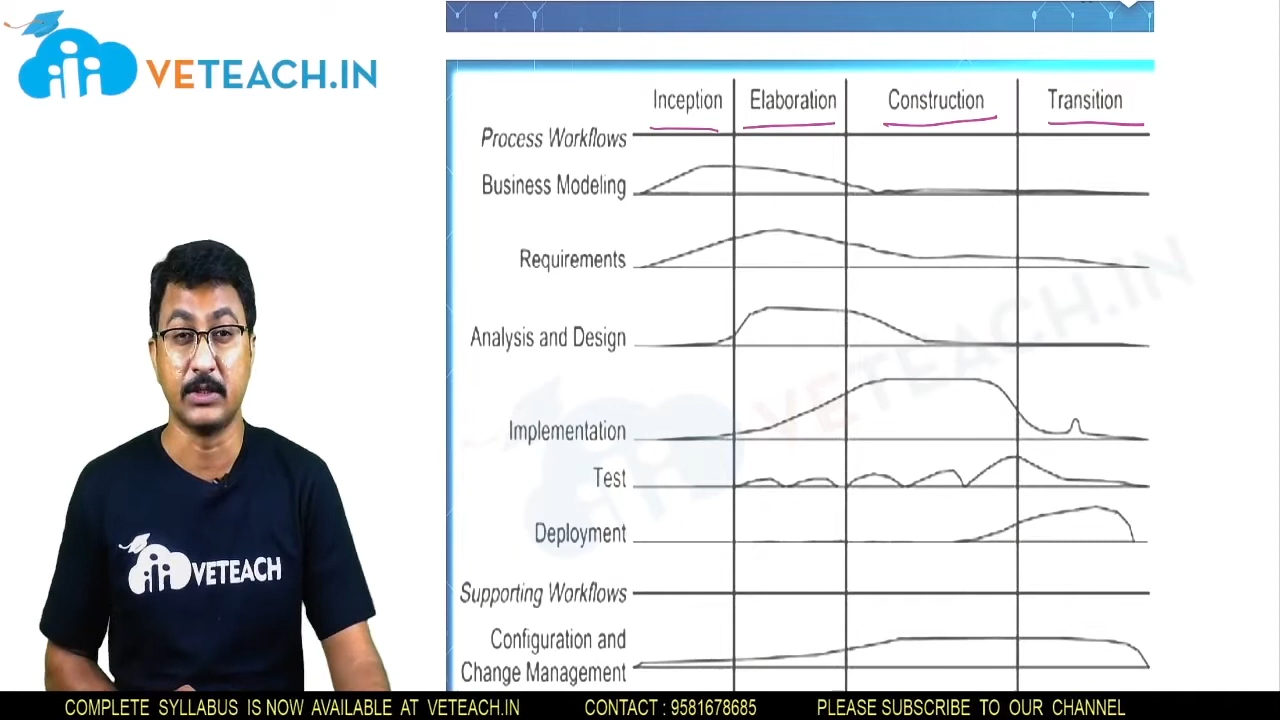 VETEACH.IN
Inception Elaboration Construction Transition
Process Workflows
Business Modeling
Requirements
Analysis and Design
Implementation
Test
Deployment
Supporting Workflows
Configuration and
Change Management
VETEACH.IN
VETEACH
COMPLETE SYLLABUS IS NOW AVAILABLE AT VETEACH.IN CONTACT : 9581678685 PLEASE SUBSCRIBE TO OUR CHANNEL